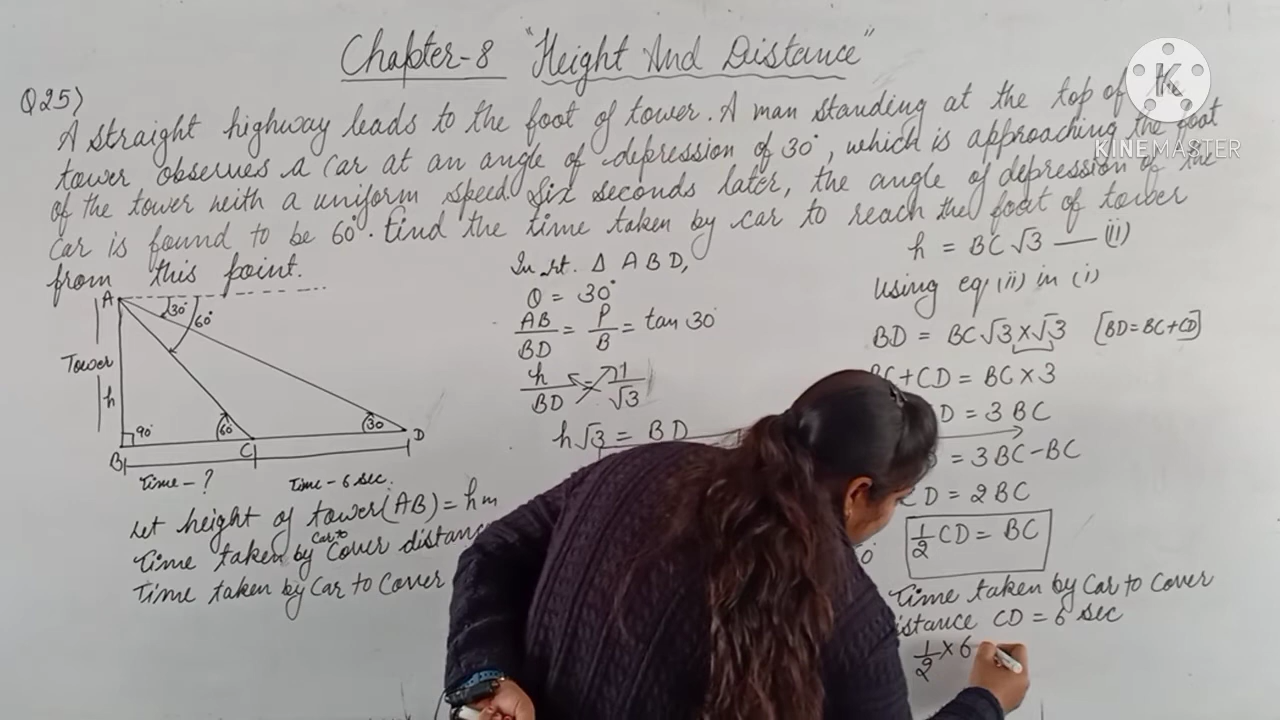 Chapter-8 "Height And Distance"
K
KINEMASTER
Q25)
A straight highway leads to the foot of tower. A man standing at the top of the
tower observes a car at an angle of depression of 30°, which is approaching the foot
of the tower with a uniform speed. Six seconds later, the angle of depression of the
car is found to be 60°. Find the time taken by car to reach the foot of tower
from this point.
A
30°
60°
Tower
h
90°
60°
30
B
C
D
Time - ?
Time - 6 sec.
Let height of tower (AB) = h m
Time taken by car to cover distance
Time taken by Car to Cover
In rt. Δ ABD,
θ = 30°
AB/BD = P/B = tan 30°
h/BD = 1/√3
h√3 = BD
h = BC√3 — (ii)
Using eq (ii) in (i)
BD = BC√3 × √3 [BD = BC + CD]
BC + CD = BC × 3
D = 3 BC
= 3BC - BC
CD = 2BC
1/2 CD = BC
Time taken by Car to Cover
distance CD = 6 sec
1/2 × 6